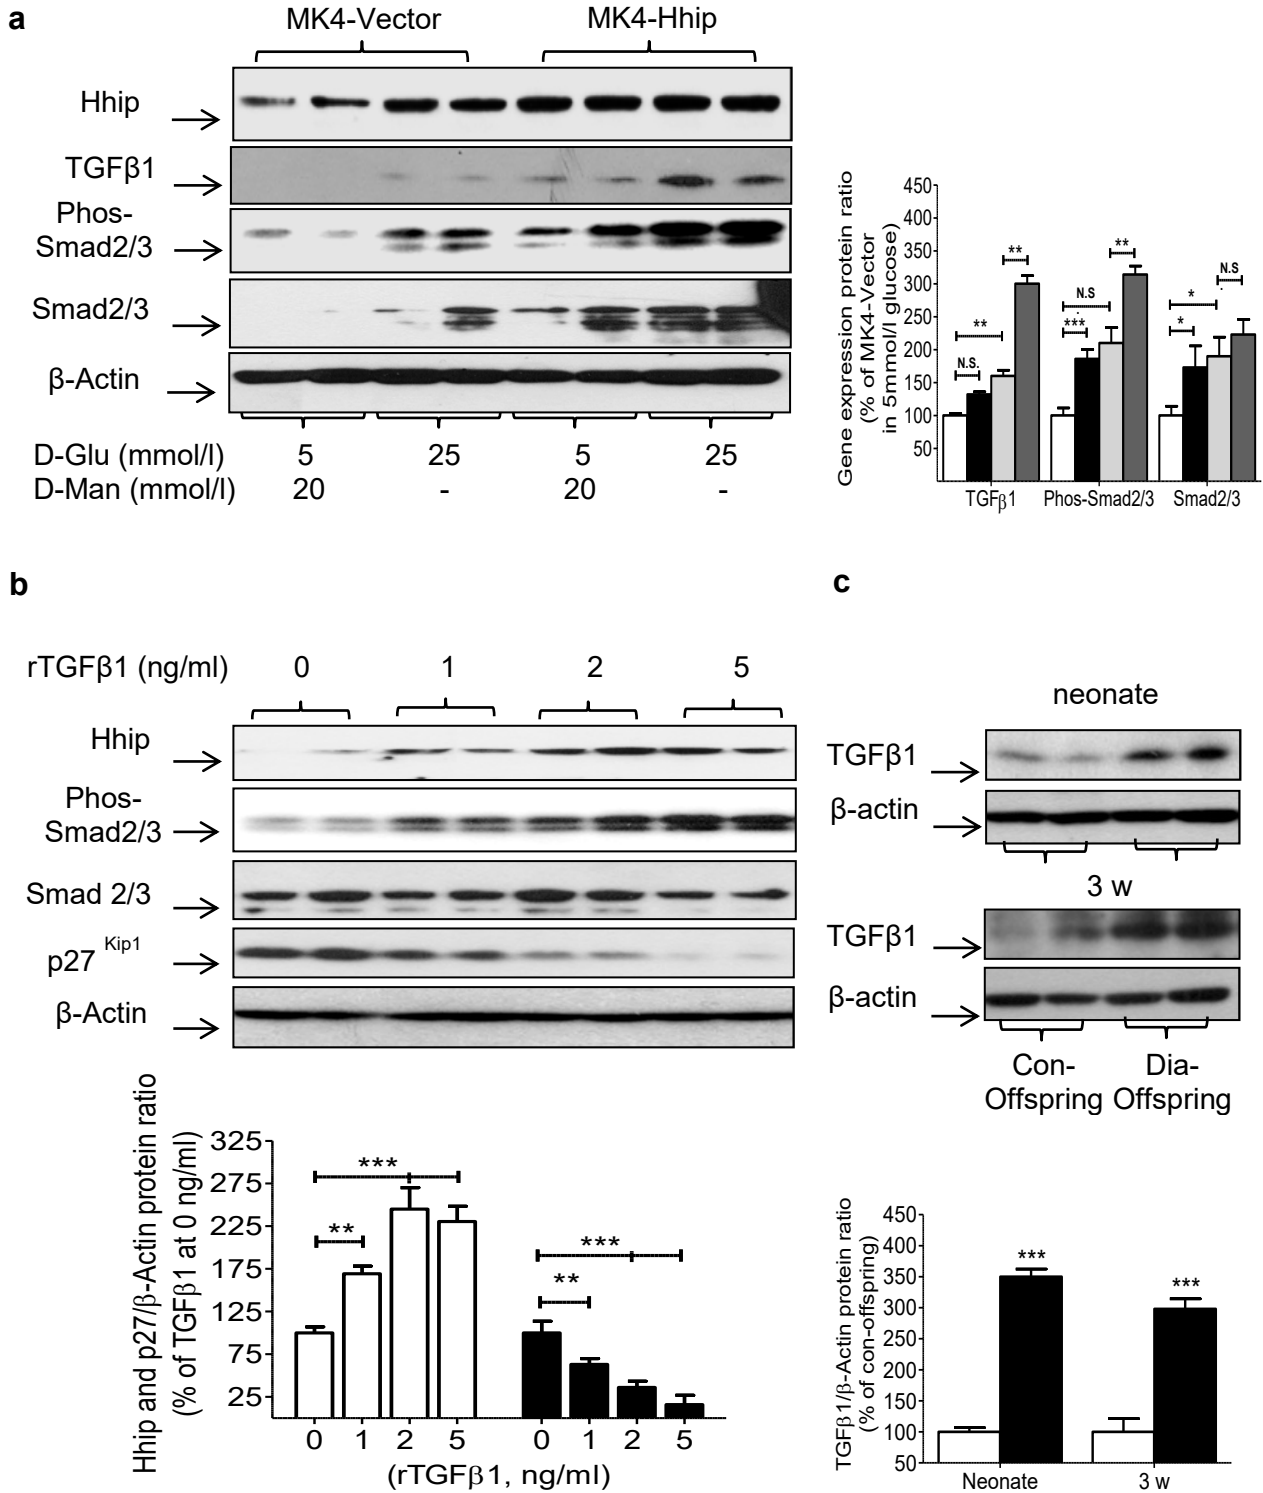 a
MK4-Vector MK4-Hhip
Hhip
TGFβ1
Phos-
Smad2/3
Smad2/3
β-Actin
D-Glu (mmol/l) 5 25 5 25
D-Man (mmol/l) 20 - 20 -
Gene expression protein ratio
(% of MK4-Vector
in 5mmol/l glucose)
450
400
350
300
250
200
150
100
50
N.S. ** **
*** N.S **
* * N.S
TGFβ1 Phos-Smad2/3 Smad2/3
b
rTGFβ1 (ng/ml) 0 1 2 5
Hhip
Phos-
Smad2/3
Smad 2/3
p27 Kip1
β-Actin
Hhip and p27/β-Actin protein ratio
(% of TGFβ1 at 0 ng/ml)
325
275
225
175
125
75
25
*** **
*** **
0 1 2 5 0 1 2 5
(rTGFβ1, ng/ml)
c
neonate
TGFβ1
β-actin
3 w
TGFβ1
β-actin
Con- Dia-
Offspring Offspring
TGFβ1/β-Actin protein ratio
(% of con-offspring)
450
400
350
300
350
200
150
100
50
*** ***
Neonate 3 w